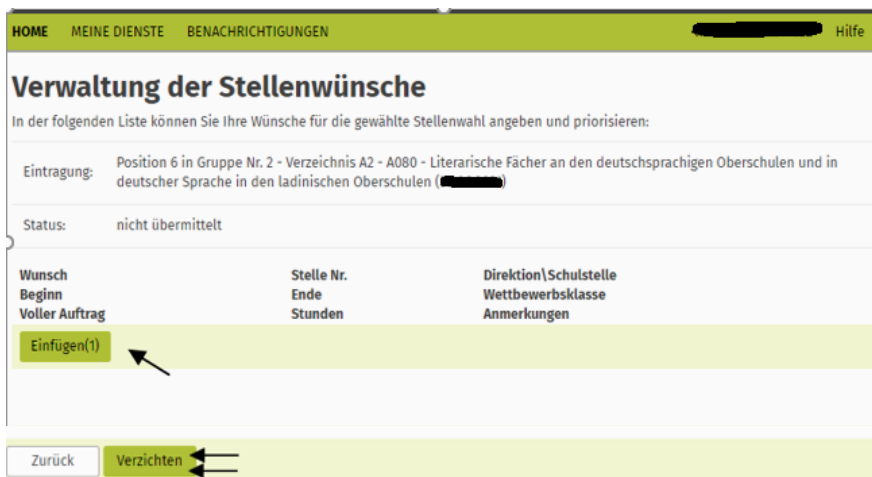 HOME MEINE DIENSTE BENACHRICHTIGUNGEN Hilfe
Verwaltung der Stellenwünsche
In der folgenden Liste können Sie Ihre Wünsche für die gewählte Stellenwahl angeben und priorisieren:
Eintragung: Position 6 in Gruppe Nr. 2 - Verzeichnis A2 - A080 - Literarische Fächer an den deutschsprachigen Oberschulen und in
deutscher Sprache in den ladinischen Oberschulen ( )
Status: nicht übermittelt
Wunsch Stelle Nr. Direktion\Schulstelle
Beginn Ende Wettbewerbsklasse
Voller Auftrag Stunden Anmerkungen
Einfügen(1)
Zurück Verzichten